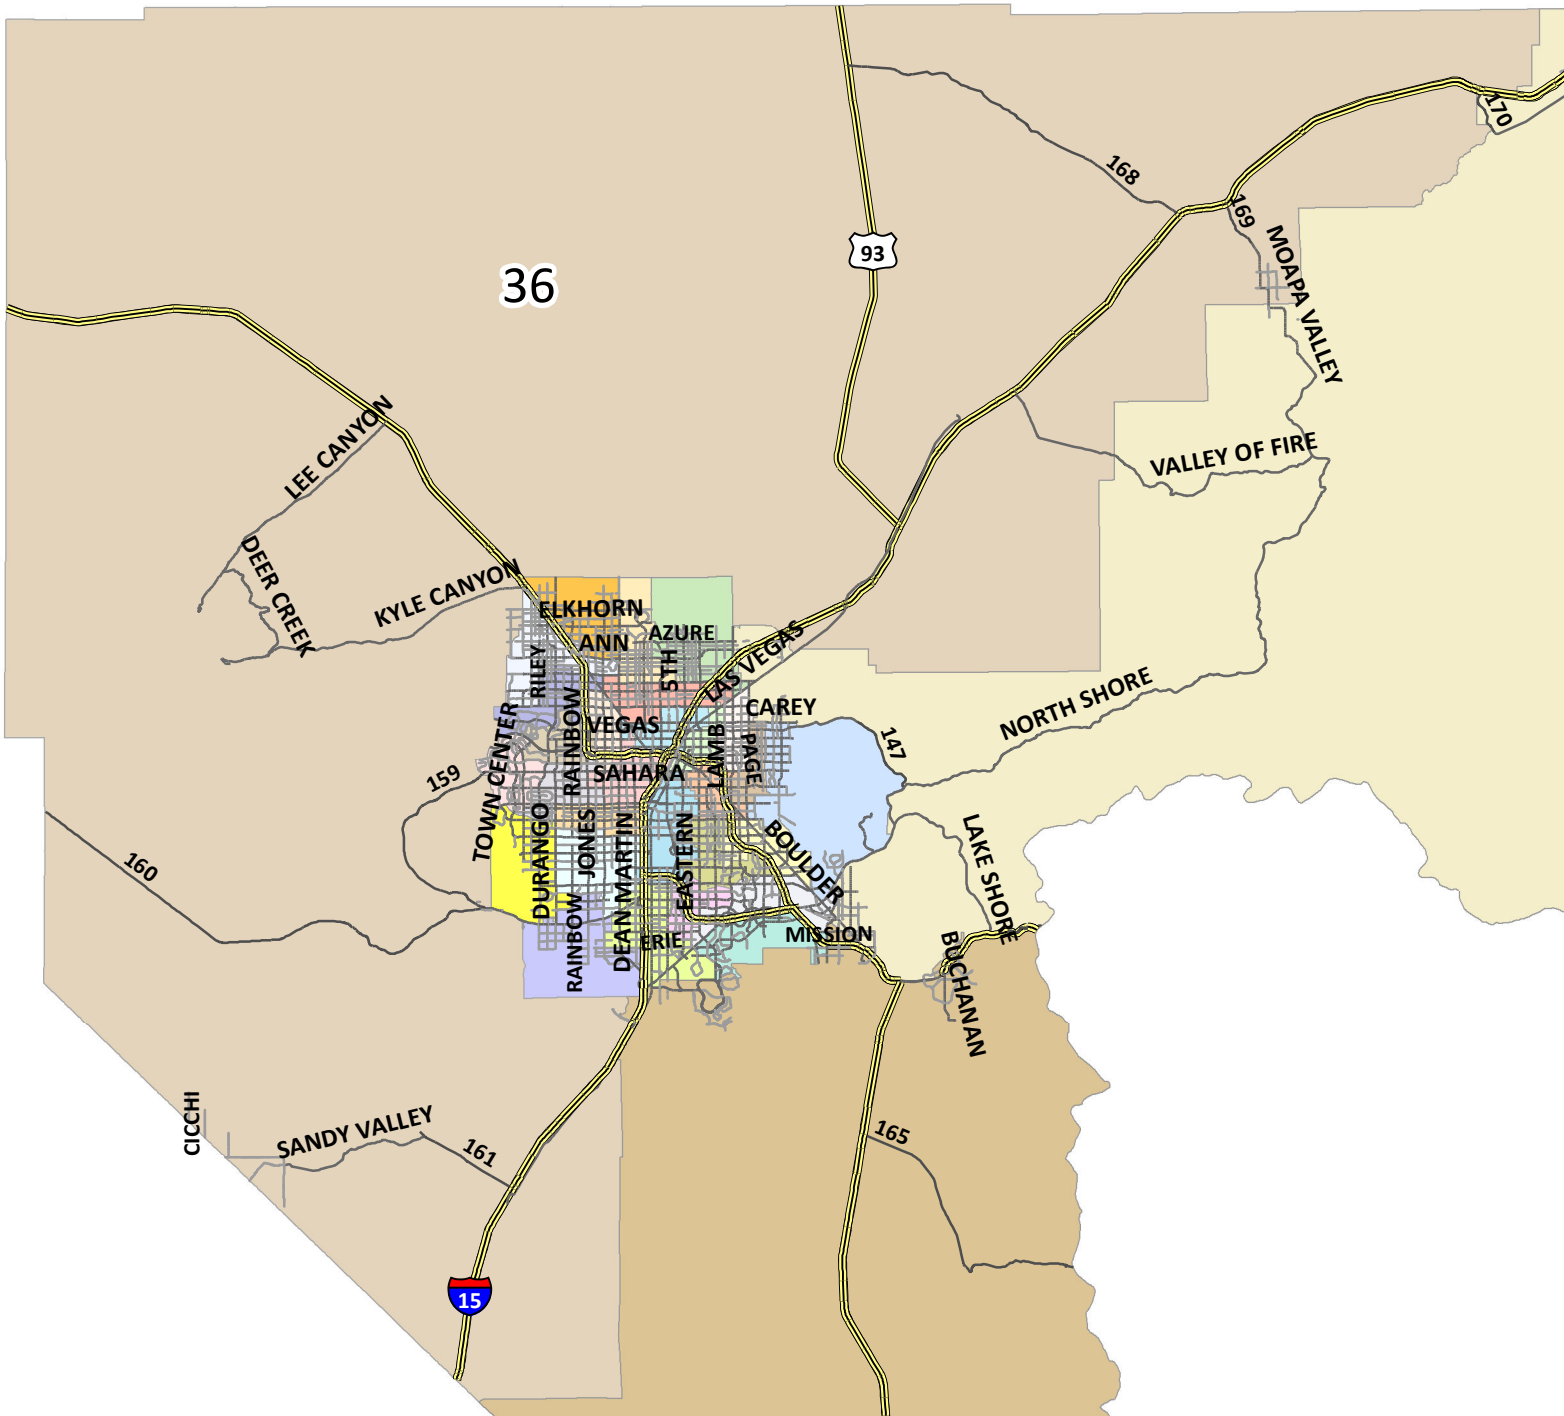 170
168
169
93
MOAPA VALLEY
36
LEE CANYON
VALLEY OF FIRE
DEER CREEK
KYLE CANYON
ELKHORN
AZURE
ANN
5TH
RILEY
LAS VEGAS
NORTH SHORE
CAREY
RAINBOW
VEGAS
TOWN CENTER
147
LAMB
PAGE
SAHARA
159
160
DURANGO
JONES
DEAN MARTIN
EASTERN
BOULDER
LAKE SHORE
RAINBOW
ERIE
MISSION
BUCHANAN
CICCHI
SANDY VALLEY
161
165
15